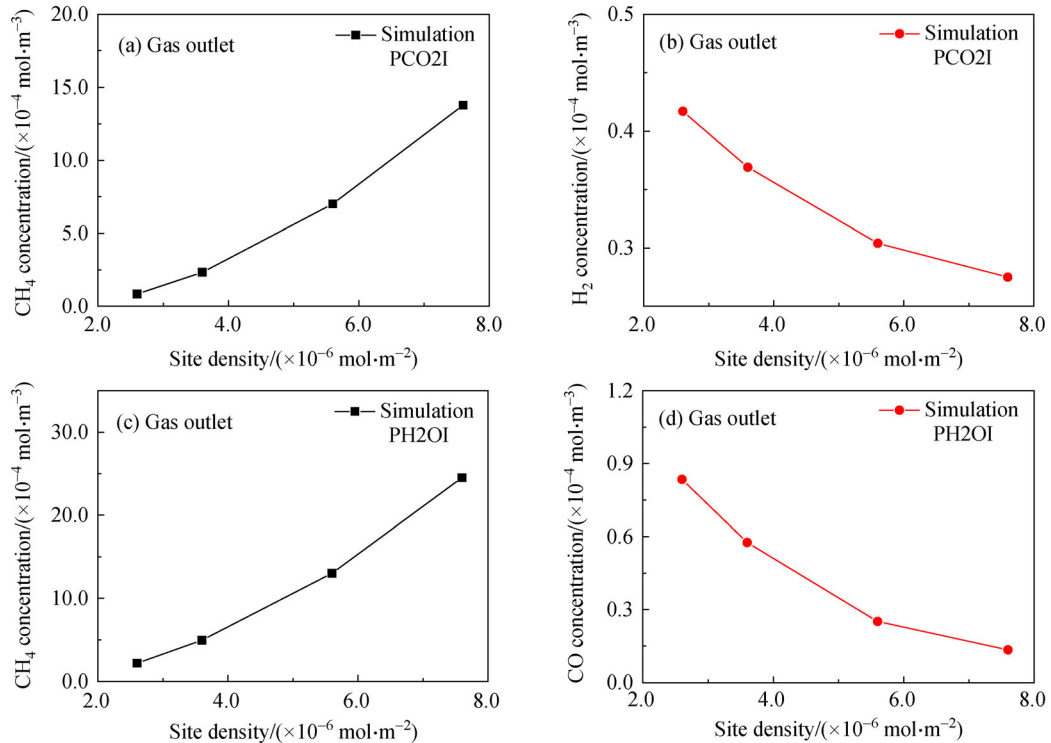 20.0
(a) Gas outlet
Simulation
PCO2I
15.0
10.0
5.0
0.0
CH₄ concentration/(×10⁻⁴ mol·m⁻³)
2.0 4.0 6.0 8.0
Site density/(×10⁻⁶ mol·m⁻²)
0.5
(b) Gas outlet
Simulation
PCO2I
0.4
0.3
H₂ concentration/(×10⁻⁴ mol·m⁻³)
2.0 4.0 6.0 8.0
Site density/(×10⁻⁶ mol·m⁻²)
(c) Gas outlet
Simulation
PH2OI
30.0
20.0
10.0
0.0
CH₄ concentration/(×10⁻⁴ mol·m⁻³)
2.0 4.0 6.0 8.0
Site density/(×10⁻⁶ mol·m⁻²)
1.2
(d) Gas outlet
Simulation
PH2OI
0.9
0.6
0.3
0.0
CO concentration/(×10⁻⁴ mol·m⁻³)
2.0 4.0 6.0 8.0
Site density/(×10⁻⁶ mol·m⁻²)